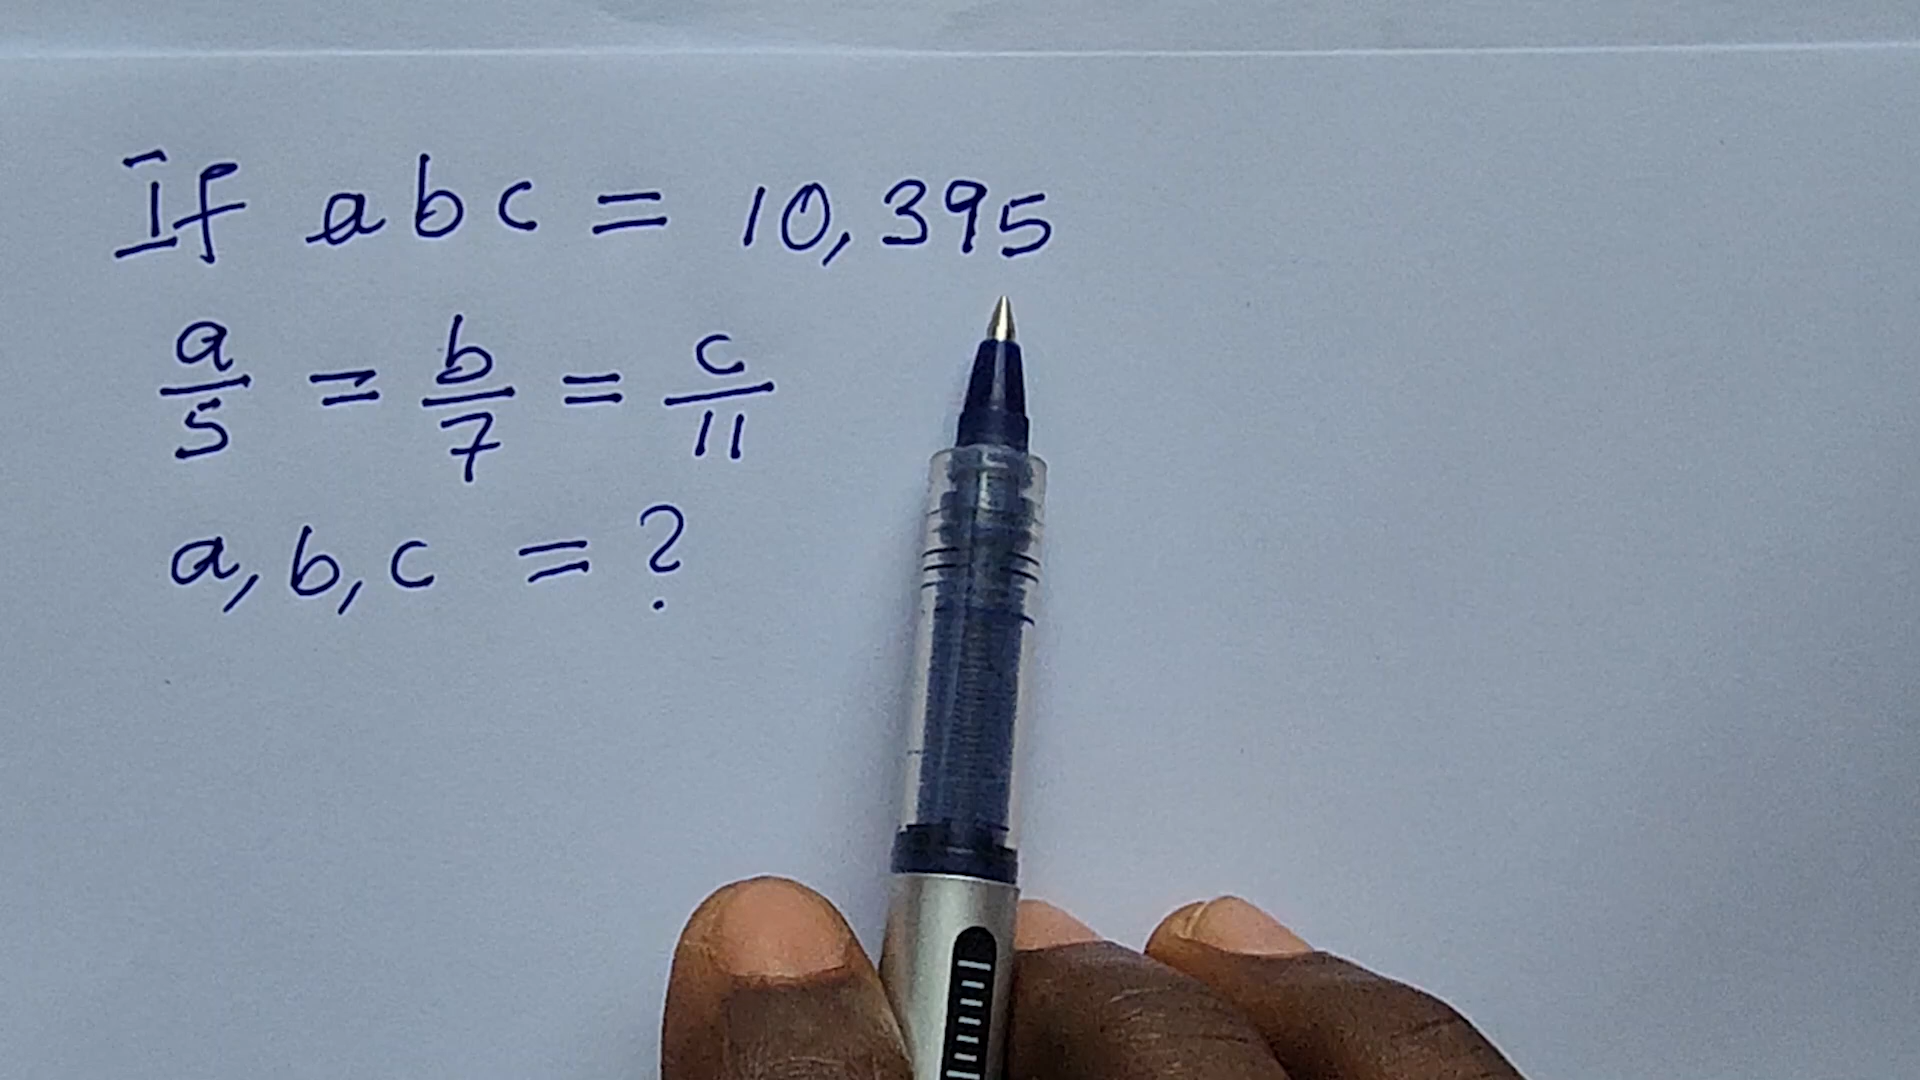 If abc = 10,395
a/5 = b/7 = c/11
a, b, c = ?